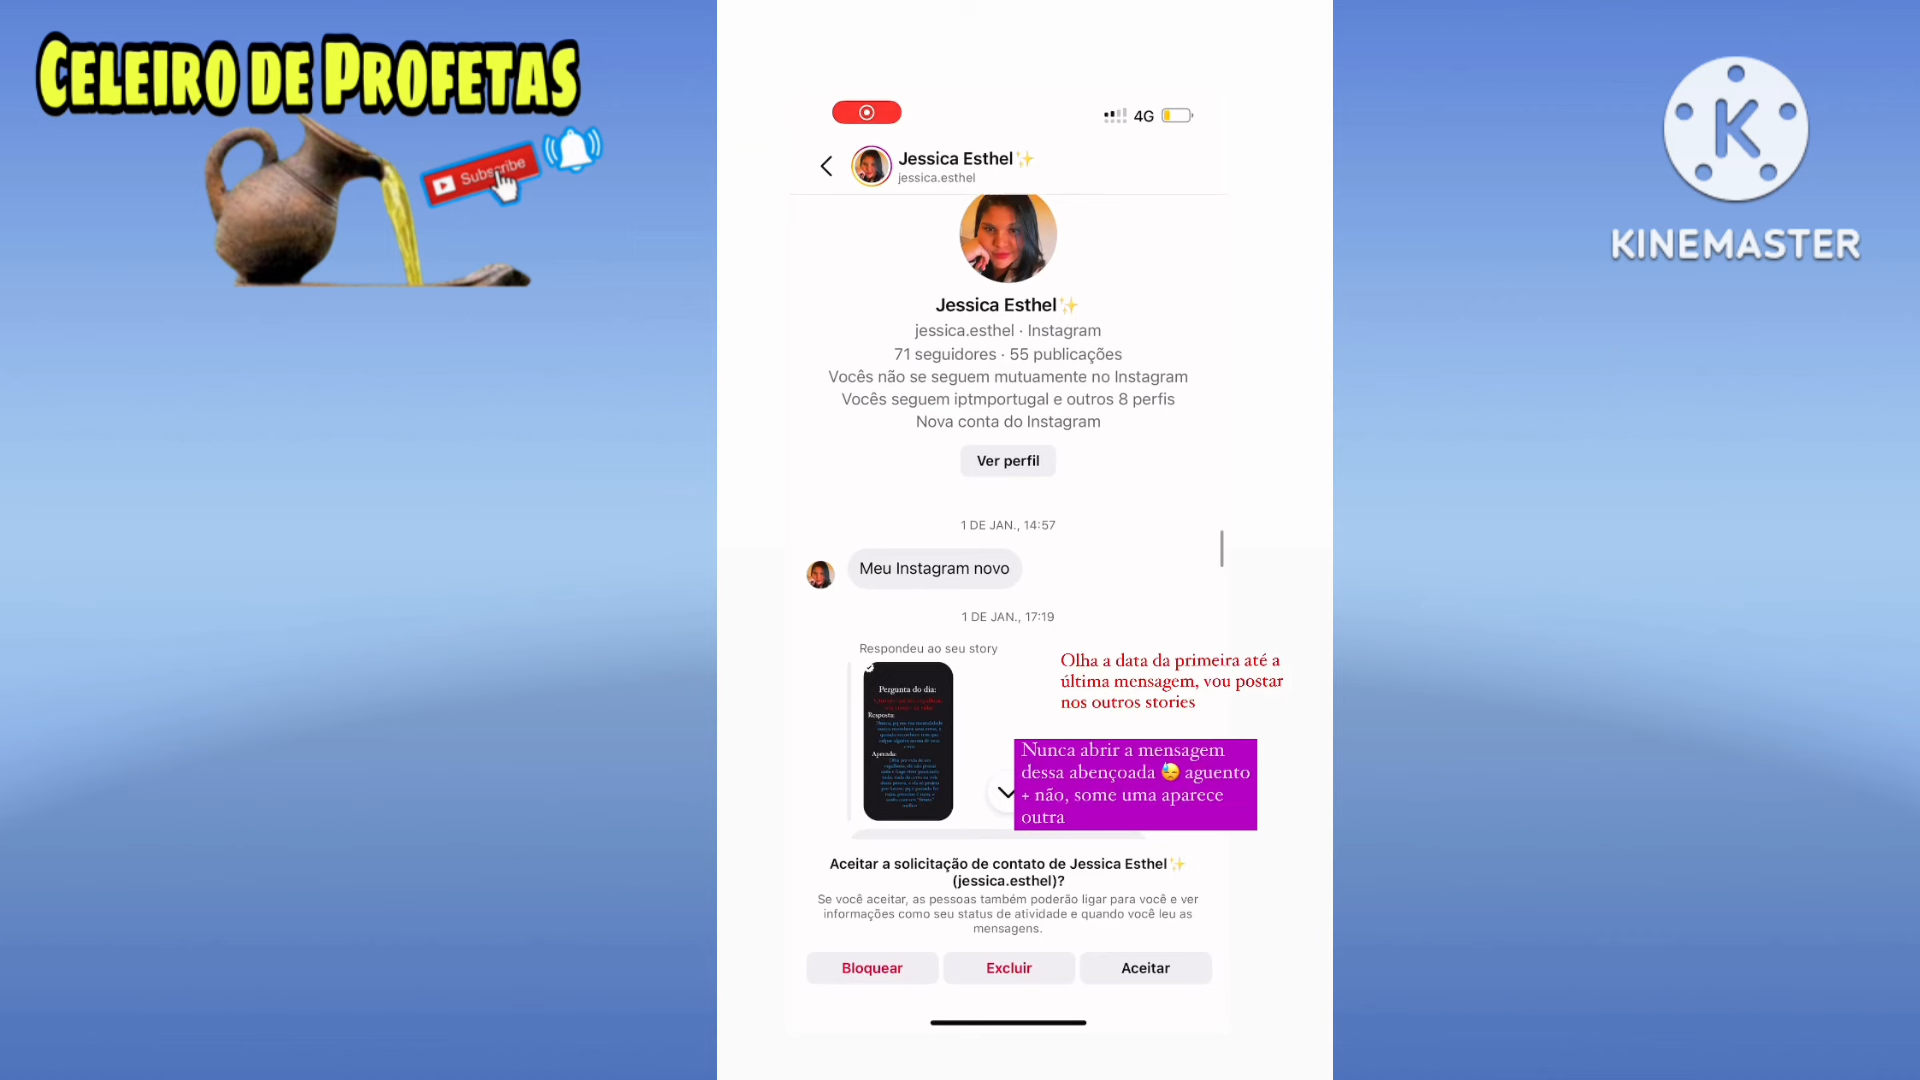 CELEIRO DE PROFETAS
Subscribe
K
KINEMASTER
4G
Jessica Esthel✨
jessica.esthel
Jessica Esthel✨
jessica.esthel · Instagram
71 seguidores · 55 publicações
Vocês não se seguem mutuamente no Instagram
Vocês seguem iptmportugal e outros 8 perfis
Nova conta do Instagram
Ver perfil
1 DE JAN., 14:57
Meu Instagram novo
1 DE JAN., 17:19
Respondeu ao seu story
Pergunta do dia:
Resposta:
Aprenda:
Olha a data da primeira até a
última mensagem, vou postar
nos outros stories
Nunca abrir a mensagem
dessa abençoada 😓 aguento
+ não, some uma aparece
outra
Aceitar a solicitação de contato de Jessica Esthel✨
(jessica.esthel)?
Se você aceitar, as pessoas também poderão ligar para você e ver
informações como seu status de atividade e quando você leu as
mensagens.
Bloquear
Excluir
Aceitar